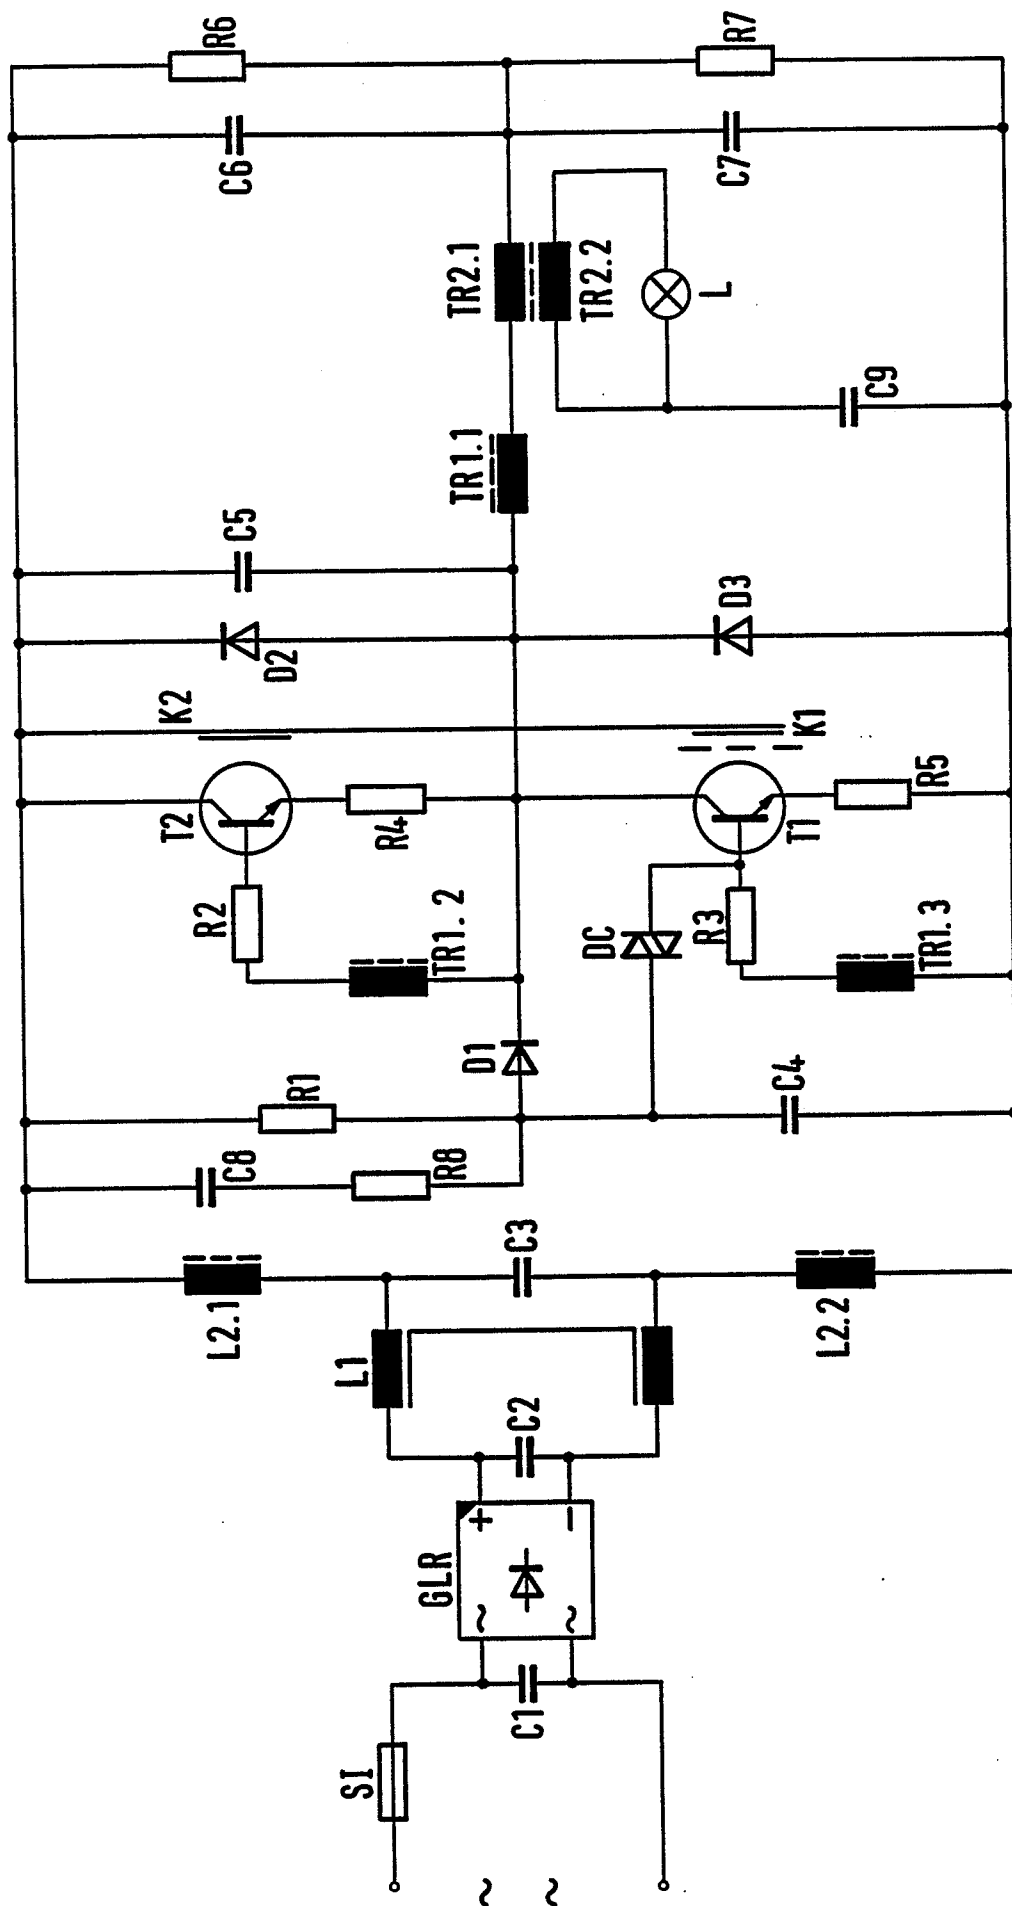 R6
R7
C6
C7
TR2.1
TR2.2
L
C9
TR1.1
C5
D2
D3
K2
K1
T2
R4
T1
R5
R2
TR1.2
DC
R3
TR1.3
D1
R1
C4
C8
R8
L2.1
C3
L2.2
L1
C2
GLR
+
−
~
~
C1
SI
~
~